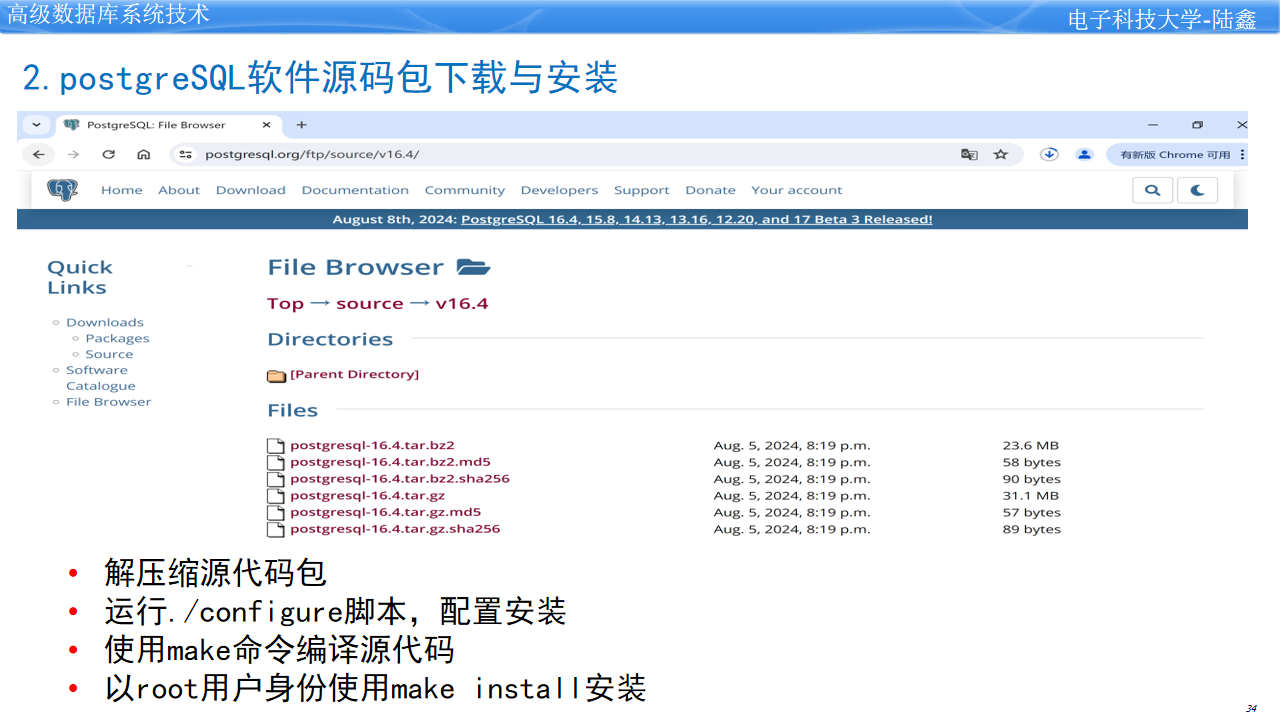 高级数据库系统技术
电子科技大学-陆鑫
2.postgreSQL软件源码包下载与安装
PostgreSQL: File Browser
postgresql.org/ftp/source/v16.4/
有新版 Chrome 可用
Home About Download Documentation Community Developers Support Donate Your account
August 8th, 2024: PostgreSQL 16.4, 15.8, 14.13, 13.16, 12.20, and 17 Beta 3 Released!
Quick
Links
Downloads
Packages
Source
Software
Catalogue
File Browser
File Browser
Top → source → v16.4
Directories
[Parent Directory]
Files
postgresql-16.4.tar.bz2 Aug. 5, 2024, 8:19 p.m. 23.6 MB
postgresql-16.4.tar.bz2.md5 Aug. 5, 2024, 8:19 p.m. 58 bytes
postgresql-16.4.tar.bz2.sha256 Aug. 5, 2024, 8:19 p.m. 90 bytes
postgresql-16.4.tar.gz Aug. 5, 2024, 8:19 p.m. 31.1 MB
postgresql-16.4.tar.gz.md5 Aug. 5, 2024, 8:19 p.m. 57 bytes
postgresql-16.4.tar.gz.sha256 Aug. 5, 2024, 8:19 p.m. 89 bytes
• 解压缩源代码包
• 运行./configure脚本，配置安装
• 使用make命令编译源代码
• 以root用户身份使用make install安装
34